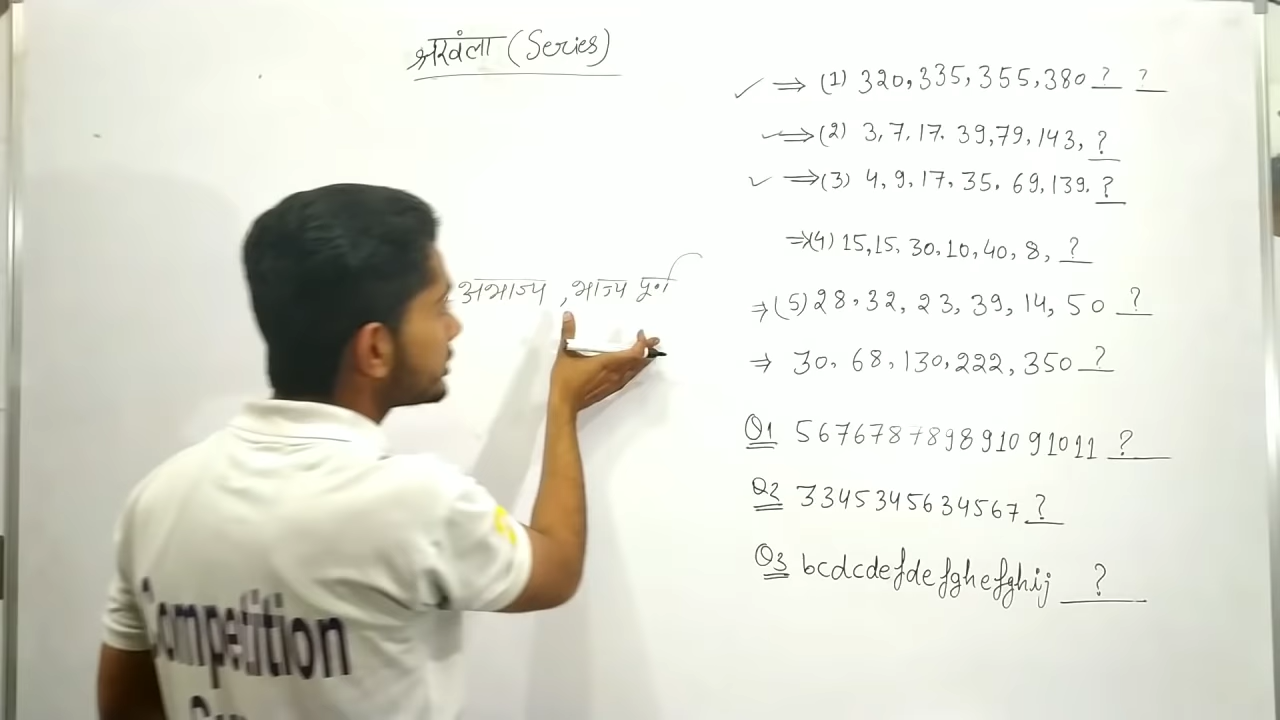 श्रखंला (Series)
⇒ (1) 320, 335, 355, 380 ? ?
⇒ (2) 3, 7, 17, 39, 79, 143, ?
⇒ (3) 4, 9, 17, 35, 69, 139, ?
⇒ (4) 15, 15, 30, 10, 40, 8, ?
अभाज्य , भाज्य पूर्ण
⇒ (5) 28, 32, 23, 39, 14, 50 ?
⇒ 30, 68, 130, 222, 350 ?
Q1 567678789891091011 ?
Q2 3345345634567 ?
Q3 bcdcdefdefghefghij ?
Competition